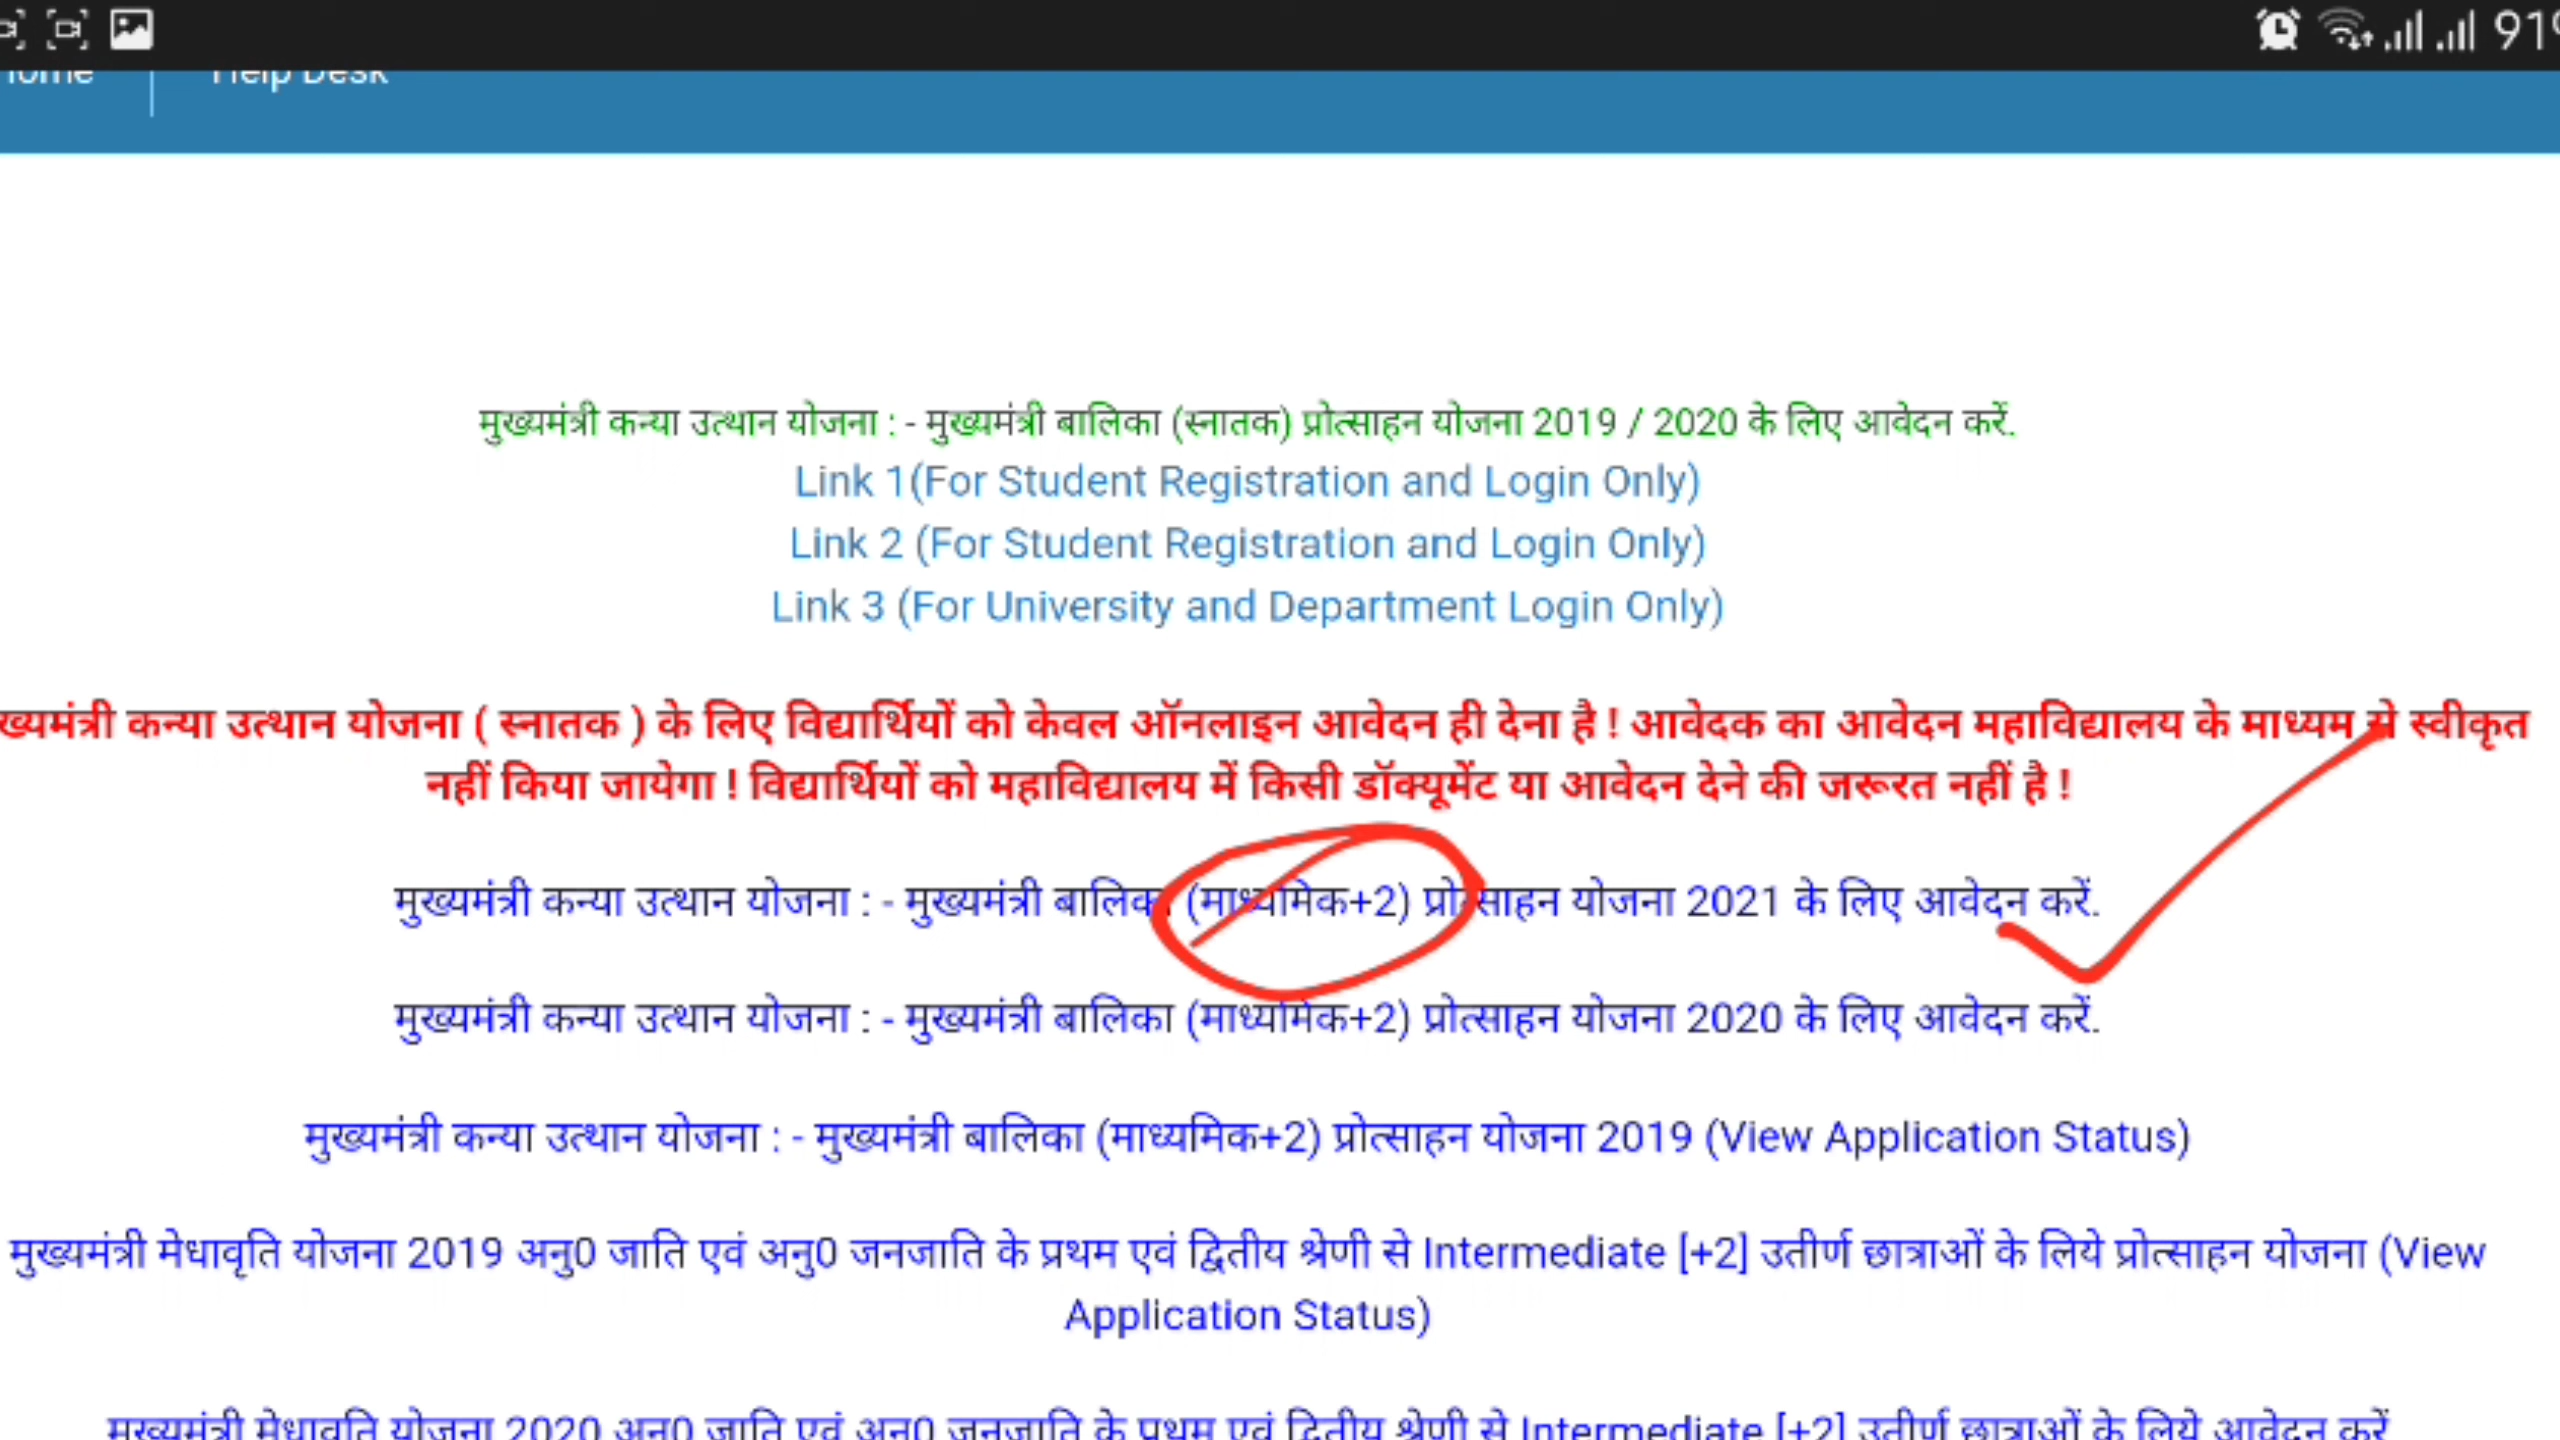 Home Help Desk
मुख्यमंत्री कन्या उत्थान योजना : - मुख्यमंत्री बालिका (स्नातक) प्रोत्साहन योजना 2019 / 2020 के लिए आवेदन करें.
Link 1(For Student Registration and Login Only)
Link 2 (For Student Registration and Login Only)
Link 3 (For University and Department Login Only)
ख्यमंत्री कन्या उत्थान योजना ( स्नातक ) के लिए विद्यार्थियों को केवल ऑनलाइन आवेदन ही देना है ! आवेदक का आवेदन महाविद्यालय के माध्यम से स्वीकृत
नहीं किया जायेगा ! विद्यार्थियों को महाविद्यालय में किसी डॉक्यूमेंट या आवेदन देने की जरूरत नहीं है !
मुख्यमंत्री कन्या उत्थान योजना : - मुख्यमंत्री बालिका (माध्यमिक+2) प्रोत्साहन योजना 2021 के लिए आवेदन करें.
मुख्यमंत्री कन्या उत्थान योजना : - मुख्यमंत्री बालिका (माध्यमिक+2) प्रोत्साहन योजना 2020 के लिए आवेदन करें.
मुख्यमंत्री कन्या उत्थान योजना : - मुख्यमंत्री बालिका (माध्यमिक+2) प्रोत्साहन योजना 2019 (View Application Status)
मुख्यमंत्री मेधावृति योजना 2019 अनु0 जाति एवं अनु0 जनजाति के प्रथम एवं द्वितीय श्रेणी से Intermediate [+2] उतीर्ण छात्राओं के लिये प्रोत्साहन योजना (View
Application Status)
मुख्यमंत्री मेधावृति योजना 2020 अनु0 जाति एवं अनु0 जनजाति के प्रथम एवं द्वितीय श्रेणी से Intermediate [+2] उतीर्ण छात्राओं के लिये आवेदन करें